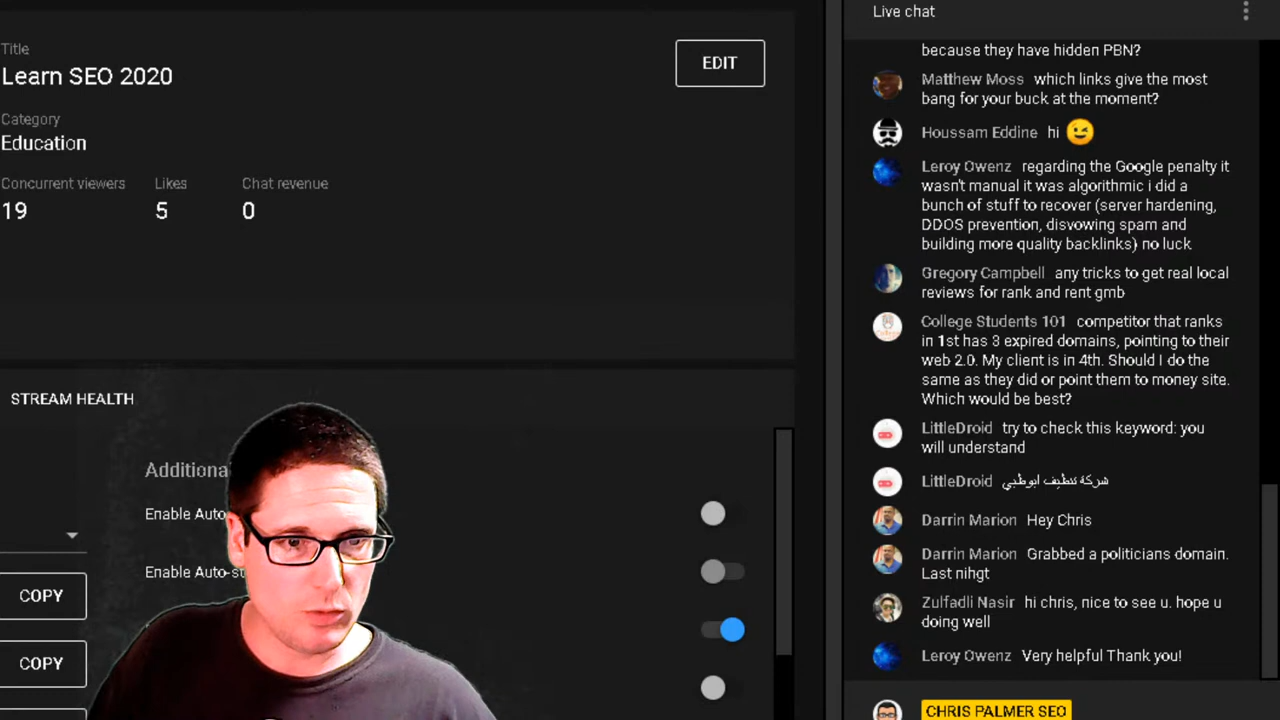 Title
Learn SEO 2020
EDIT
Category
Education
Concurrent viewers
Likes
Chat revenue
19
5
0
STREAM HEALTH
Additiona
Enable Auto
Enable Auto-st
COPY
COPY
Live chat
because they have hidden PBN?
Matthew Moss which links give the most
bang for your buck at the moment?
Houssam Eddine hi 😉
Leroy Owenz regarding the Google penalty it
wasn't manual it was algorithmic i did a
bunch of stuff to recover (server hardening,
DDOS prevention, disvowing spam and
building more quality backlinks) no luck
Gregory Campbell any tricks to get real local
reviews for rank and rent gmb
College Students 101 competitor that ranks
in 1st has 3 expired domains, pointing to their
web 2.0. My client is in 4th. Should I do the
same as they did or point them to money site.
Which would be best?
LittleDroid try to check this keyword: you
will understand
LittleDroid شركة تنظيف ابوظبي
Darrin Marion Hey Chris
Darrin Marion Grabbed a politicians domain.
Last nihgt
Zulfadli Nasir hi chris, nice to see u. hope u
doing well
Leroy Owenz Very helpful Thank you!
CHRIS PALMER SEO